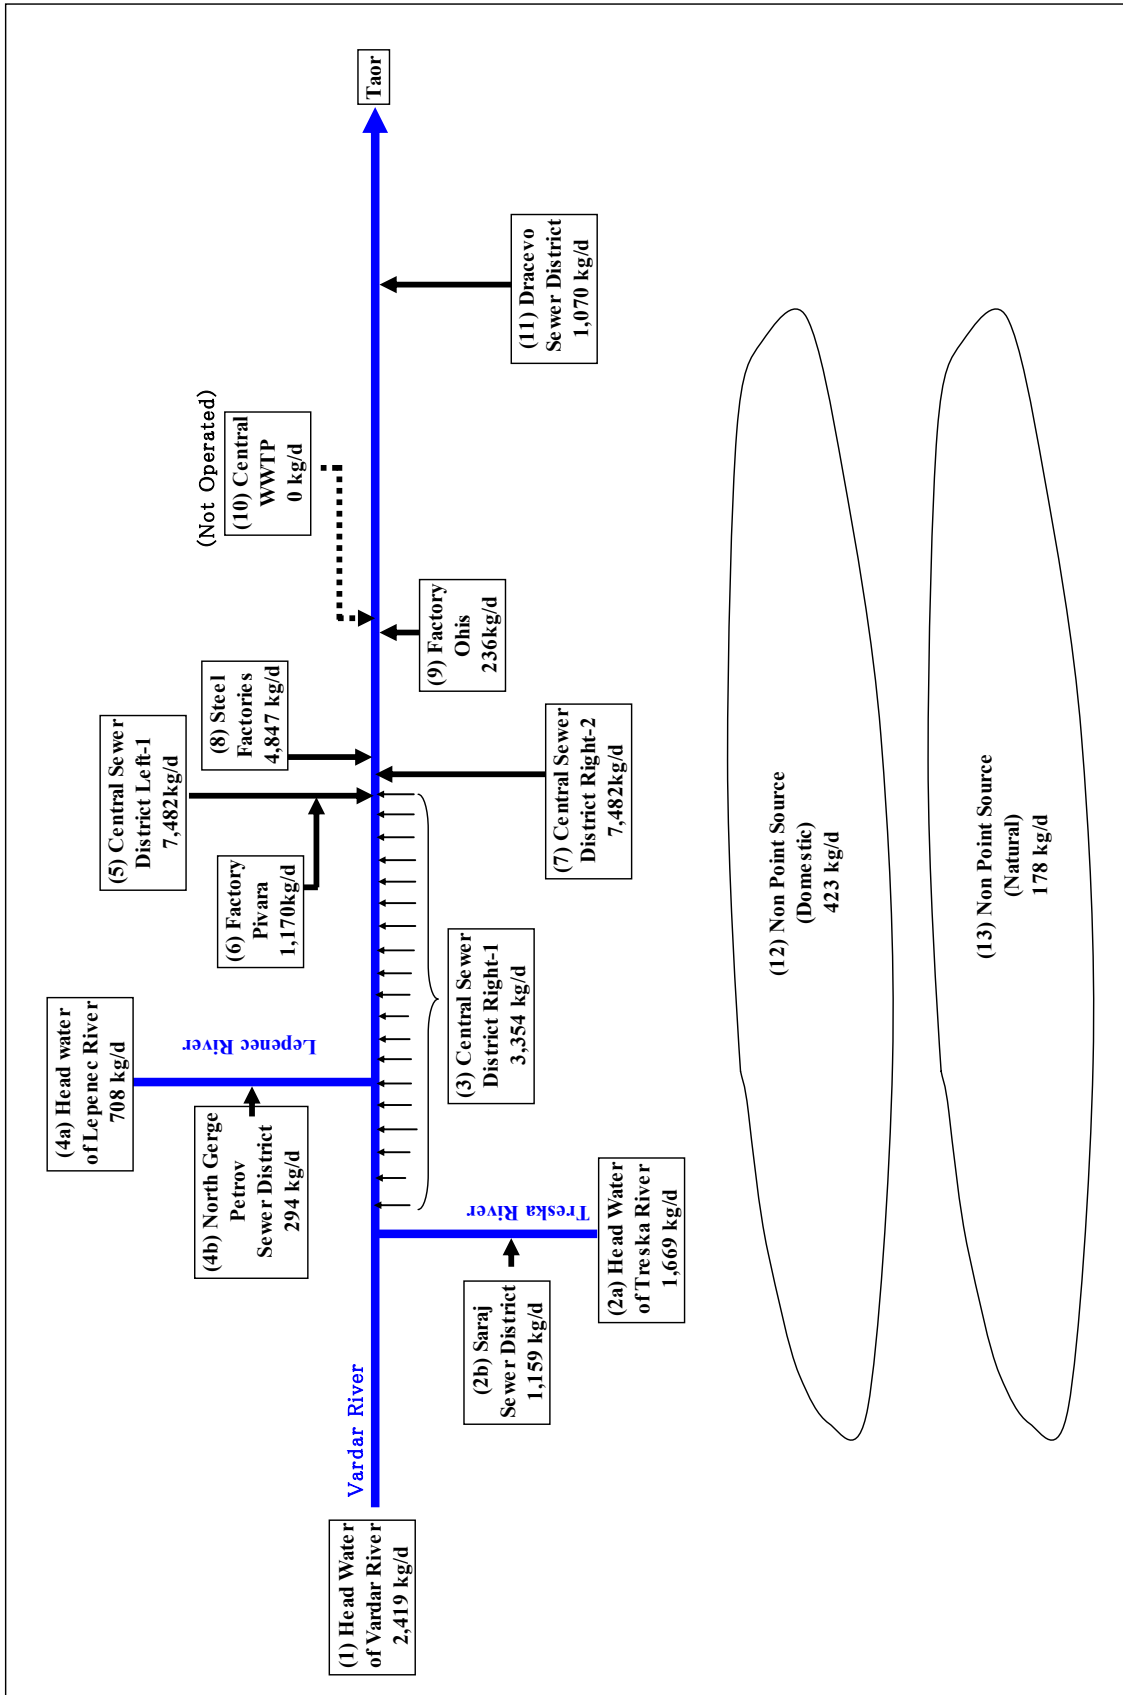 Vardar River
(1) Head Water
of Vardar River
2,419 kg/d
(2a) Head Water
of Treska River
1,669 kg/d
(2b) Saraj
Sewer District
1,159 kg/d
Treska River
(3) Central Sewer
District Right-1
3,354 kg/d
(4a) Head water
of Lepenec River
708 kg/d
(4b) North Gerge
Petrov
Sewer District
294 kg/d
Lepenec River
(5) Central Sewer
District Left-1
7,482kg/d
(6) Factory
Pivara
1,170kg/d
(7) Central Sewer
District Right-2
7,482kg/d
(8) Steel
Factories
4,847 kg/d
(9) Factory
Ohis
236kg/d
(Not Operated)
(10) Central
WWTP
0 kg/d
(11) Dracevo
Sewer District
1,070 kg/d
Taor
(12) Non Point Source
(Domestic)
423 kg/d
(13) Non Point Source
(Natural)
178 kg/d